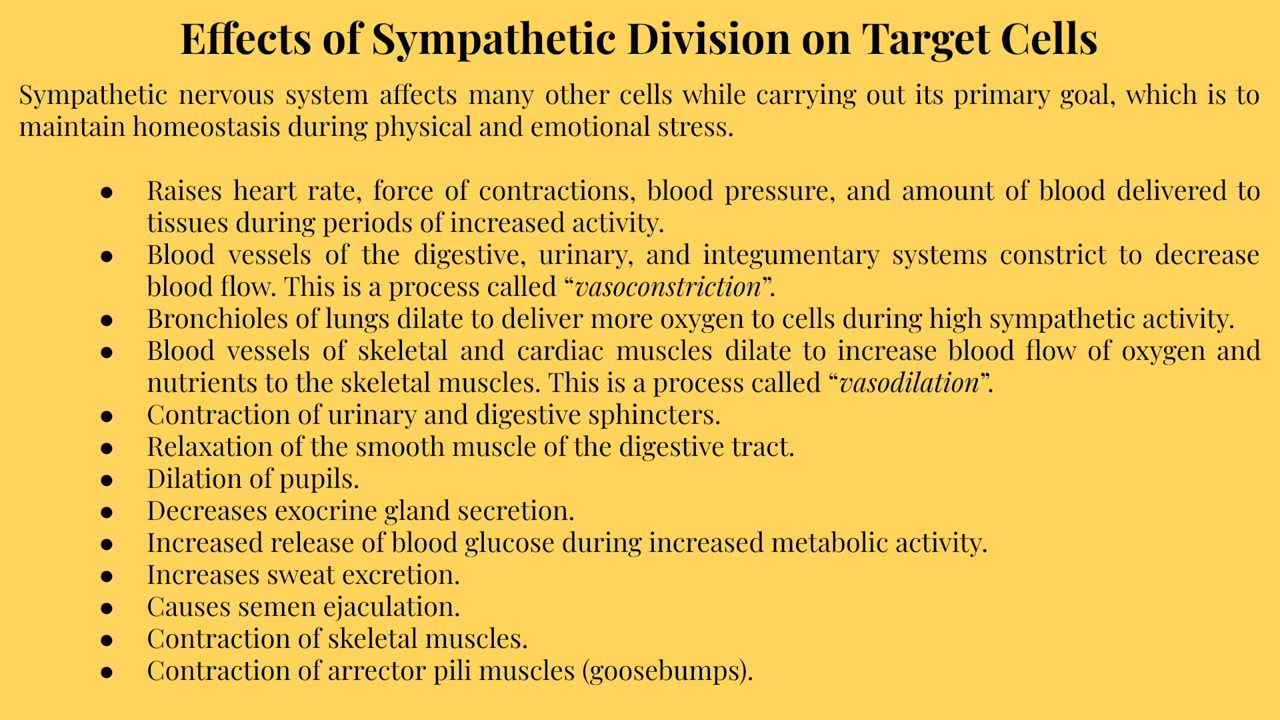 Effects of Sympathetic Division on Target Cells
Sympathetic nervous system affects many other cells while carrying out its primary goal, which is to
maintain homeostasis during physical and emotional stress.
● Raises heart rate, force of contractions, blood pressure, and amount of blood delivered to
tissues during periods of increased activity.
● Blood vessels of the digestive, urinary, and integumentary systems constrict to decrease
blood flow. This is a process called “vasoconstriction”.
● Bronchioles of lungs dilate to deliver more oxygen to cells during high sympathetic activity.
● Blood vessels of skeletal and cardiac muscles dilate to increase blood flow of oxygen and
nutrients to the skeletal muscles. This is a process called “vasodilation”.
● Contraction of urinary and digestive sphincters.
● Relaxation of the smooth muscle of the digestive tract.
● Dilation of pupils.
● Decreases exocrine gland secretion.
● Increased release of blood glucose during increased metabolic activity.
● Increases sweat excretion.
● Causes semen ejaculation.
● Contraction of skeletal muscles.
● Contraction of arrector pili muscles (goosebumps).